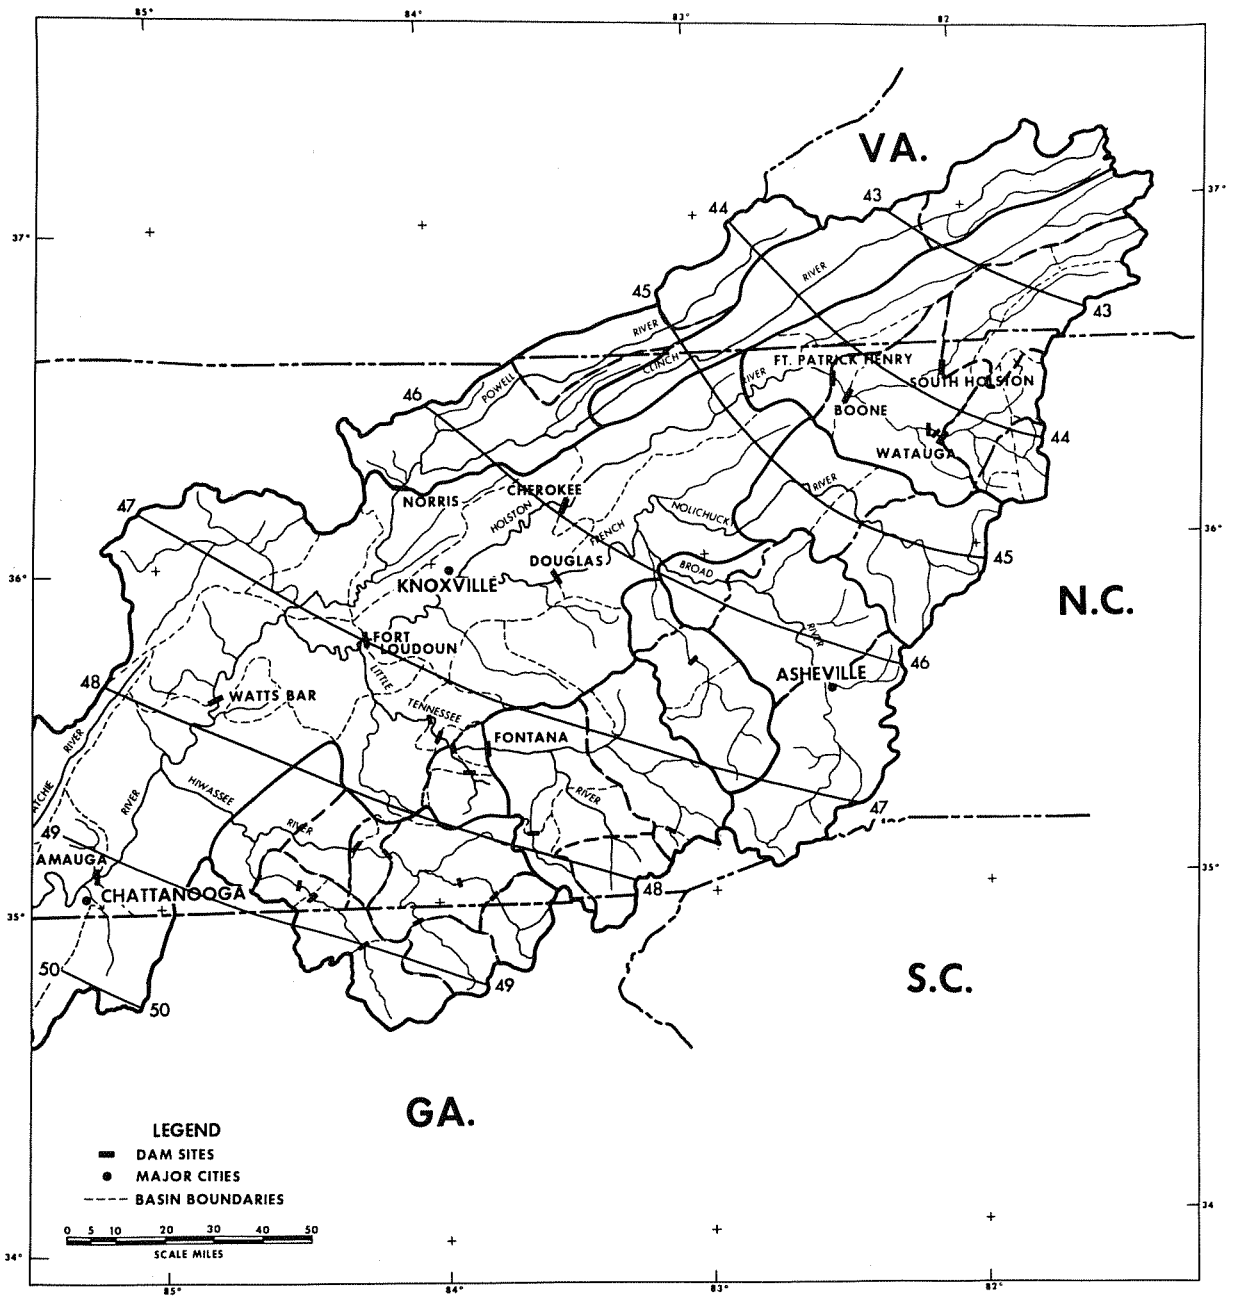 85° 84° 83° 82
VA.
37°
43
44
37°
45
RIVER
43
RIVER
CLINCH
FT. PATRICK HENRY
RIVER
POWELL
SOUTH HOLSTON
46
BOONE
44
WATAUGA
RIVER
CHEROKEE
NORRIS
47
HOLSTON
NOLICHUCKY
36°
FRENCH
45
DOUGLAS
BROAD
36°
KNOXVILLE
N.C.
RIVER
FORT
LOUDOUN
46
LITTLE
ASHEVILLE
48
WATTS BAR
TENNESSEE
FONTANA
RIVER
HIWASSEE
RIVER
RIVER
47
RIVER
49
AMAUGA
35°
48
CHATTANOOGA
35°
50
49
S.C.
50
GA.
LEGEND
DAM SITES
MAJOR CITIES
BASIN BOUNDARIES
34
0 5 10 20 30 40 50
SCALE MILES
34°
85° 84° 83° 82°